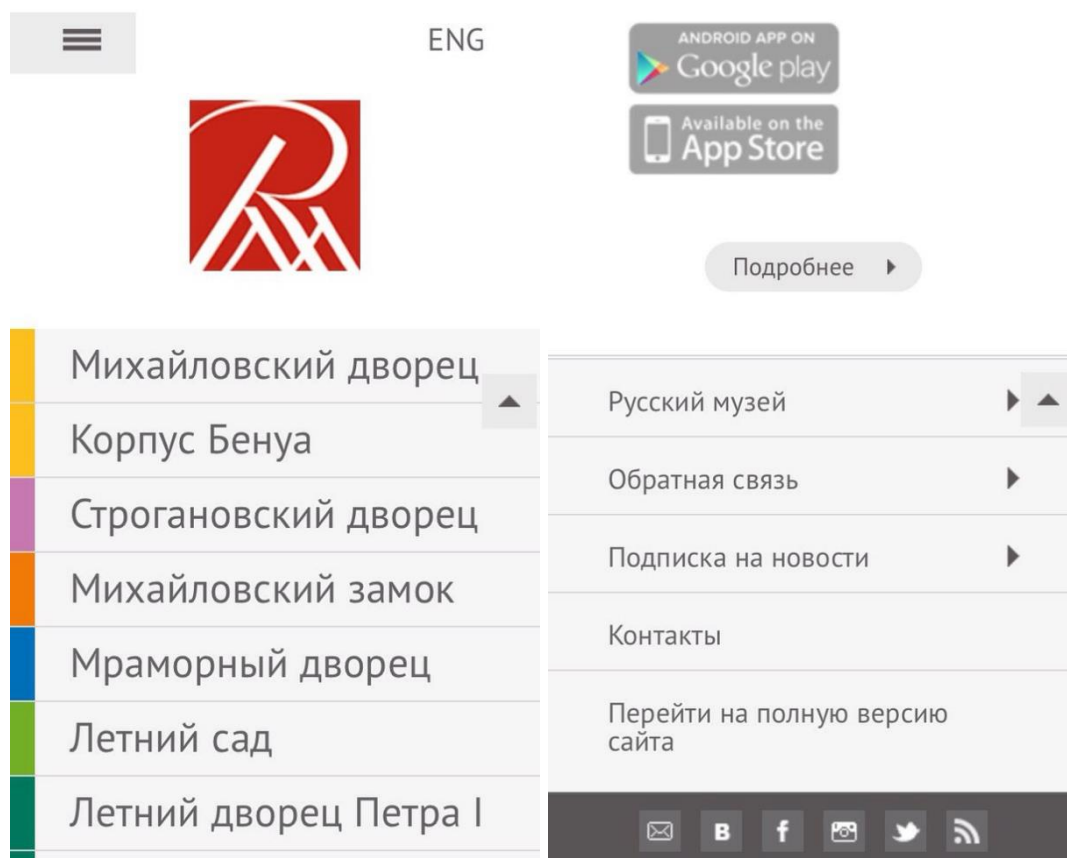 ENG
Михайловский дворец
Корпус Бенуа
Строгановский дворец
Михайловский замок
Мраморный дворец
Летний сад
Летний дворец Петра I
ANDROID APP ON
Google play
Available on the
App Store
Подробнее
Русский музей
Обратная связь
Подписка на новости
Контакты
Перейти на полную версию
сайта